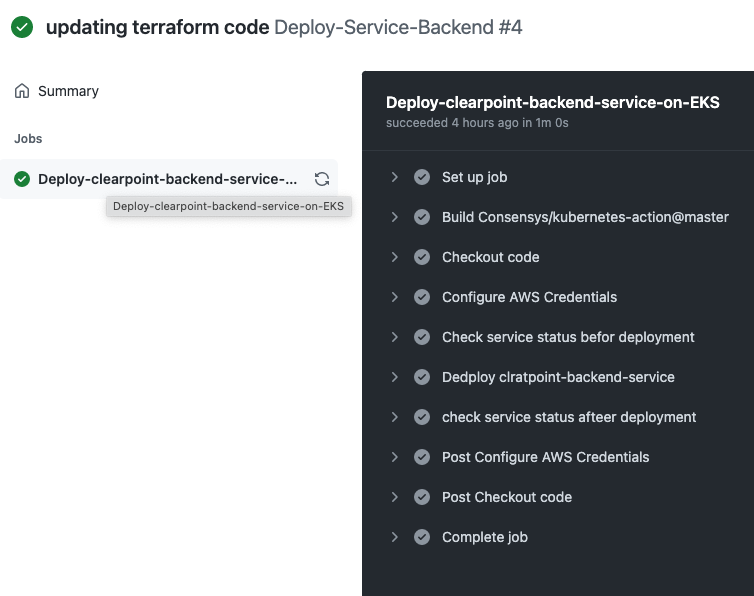 updating terraform code Deploy-Service-Backend #4
Summary
Jobs
Deploy-clearpoint-backend-service-...
Deploy-clearpoint-backend-service-on-EKS
Deploy-clearpoint-backend-service-on-EKS
succeeded 4 hours ago in 1m 0s
Set up job
Build Consensys/kubernetes-action@master
Checkout code
Configure AWS Credentials
Check service status befor deployment
Dedploy clratpoint-backend-service
check service status afteer deployment
Post Configure AWS Credentials
Post Checkout code
Complete job